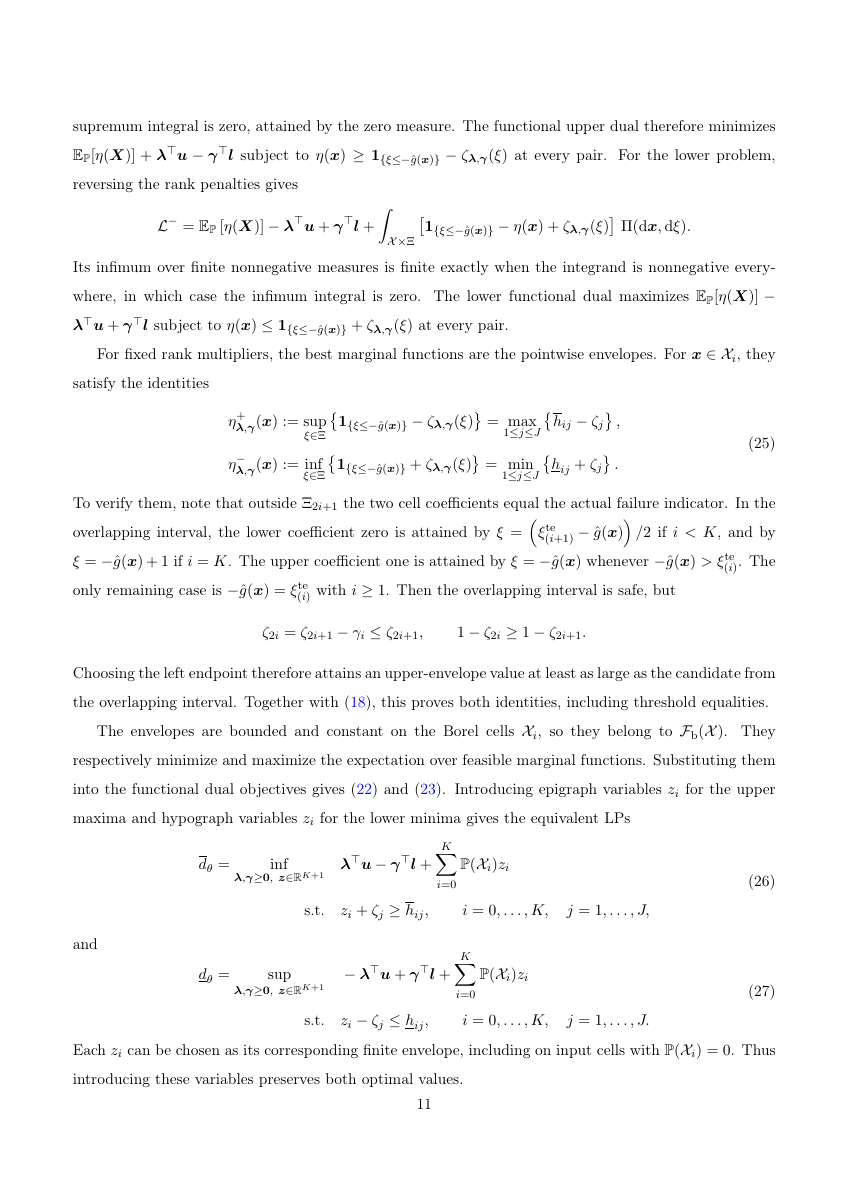 supremum integral is zero, attained by the zero measure. The functional upper dual therefore minimizes
𝔼_ℙ[η(𝑿)] + 𝝀^⊤𝒖 − 𝜸^⊤𝒍 subject to η(𝒙) ≥ 𝟏_{ξ≤−ĝ(𝒙)} − ζ_{𝝀,𝜸}(ξ) at every pair. For the lower problem,
reversing the rank penalties gives
ℒ^− = 𝔼_ℙ [η(𝑿)] − 𝝀^⊤𝒖 + 𝜸^⊤𝒍 + ∫_{𝒳×Ξ} [𝟏_{ξ≤−ĝ(𝒙)} − η(𝒙) + ζ_{𝝀,𝜸}(ξ)] Π(d𝒙, dξ).
Its infimum over finite nonnegative measures is finite exactly when the integrand is nonnegative every-
where, in which case the infimum integral is zero. The lower functional dual maximizes 𝔼_ℙ[η(𝑿)] −
𝝀^⊤𝒖 + 𝜸^⊤𝒍 subject to η(𝒙) ≤ 𝟏_{ξ≤−ĝ(𝒙)} + ζ_{𝝀,𝜸}(ξ) at every pair.
For fixed rank multipliers, the best marginal functions are the pointwise envelopes. For 𝒙 ∈ 𝒳_i, they
satisfy the identities
η^+_{𝝀,𝜸}(𝒙) := sup_{ξ∈Ξ} {𝟏_{ξ≤−ĝ(𝒙)} − ζ_{𝝀,𝜸}(ξ)} = max_{1≤j≤J} {h̅_{ij} − ζ_j},
(25)
η^−_{𝝀,𝜸}(𝒙) := inf_{ξ∈Ξ} {𝟏_{ξ≤−ĝ(𝒙)} + ζ_{𝝀,𝜸}(ξ)} = min_{1≤j≤J} {h̲_{ij} + ζ_j}.
To verify them, note that outside Ξ_{2i+1} the two cell coefficients equal the actual failure indicator. In the
overlapping interval, the lower coefficient zero is attained by ξ = (ξ^{te}_{(i+1)} − ĝ(𝒙)) /2 if i < K, and by
ξ = −ĝ(𝒙) + 1 if i = K. The upper coefficient one is attained by ξ = −ĝ(𝒙) whenever −ĝ(𝒙) > ξ^{te}_{(i)}. The
only remaining case is −ĝ(𝒙) = ξ^{te}_{(i)} with i ≥ 1. Then the overlapping interval is safe, but
ζ_{2i} = ζ_{2i+1} − γ_i ≤ ζ_{2i+1}, 1 − ζ_{2i} ≥ 1 − ζ_{2i+1}.
Choosing the left endpoint therefore attains an upper-envelope value at least as large as the candidate from
the overlapping interval. Together with (18), this proves both identities, including threshold equalities.
The envelopes are bounded and constant on the Borel cells 𝒳_i, so they belong to ℱ_b(𝒳). They
respectively minimize and maximize the expectation over feasible marginal functions. Substituting them
into the functional dual objectives gives (22) and (23). Introducing epigraph variables z_i for the upper
maxima and hypograph variables z_i for the lower minima gives the equivalent LPs
d̅_θ = inf_{𝝀,𝜸≥𝟎, 𝒛∈ℝ^{K+1}} 𝝀^⊤𝒖 − 𝜸^⊤𝒍 + ∑_{i=0}^{K} ℙ(𝒳_i)z_i
(26)
s.t. z_i + ζ_j ≥ h̅_{ij}, i = 0, . . . , K, j = 1, . . . , J,
and
d̲_θ = sup_{𝝀,𝜸≥𝟎, 𝒛∈ℝ^{K+1}} − 𝝀^⊤𝒖 + 𝜸^⊤𝒍 + ∑_{i=0}^{K} ℙ(𝒳_i)z_i
(27)
s.t. z_i − ζ_j ≤ h̲_{ij}, i = 0, . . . , K, j = 1, . . . , J.
Each z_i can be chosen as its corresponding finite envelope, including on input cells with ℙ(𝒳_i) = 0. Thus
introducing these variables preserves both optimal values.
11